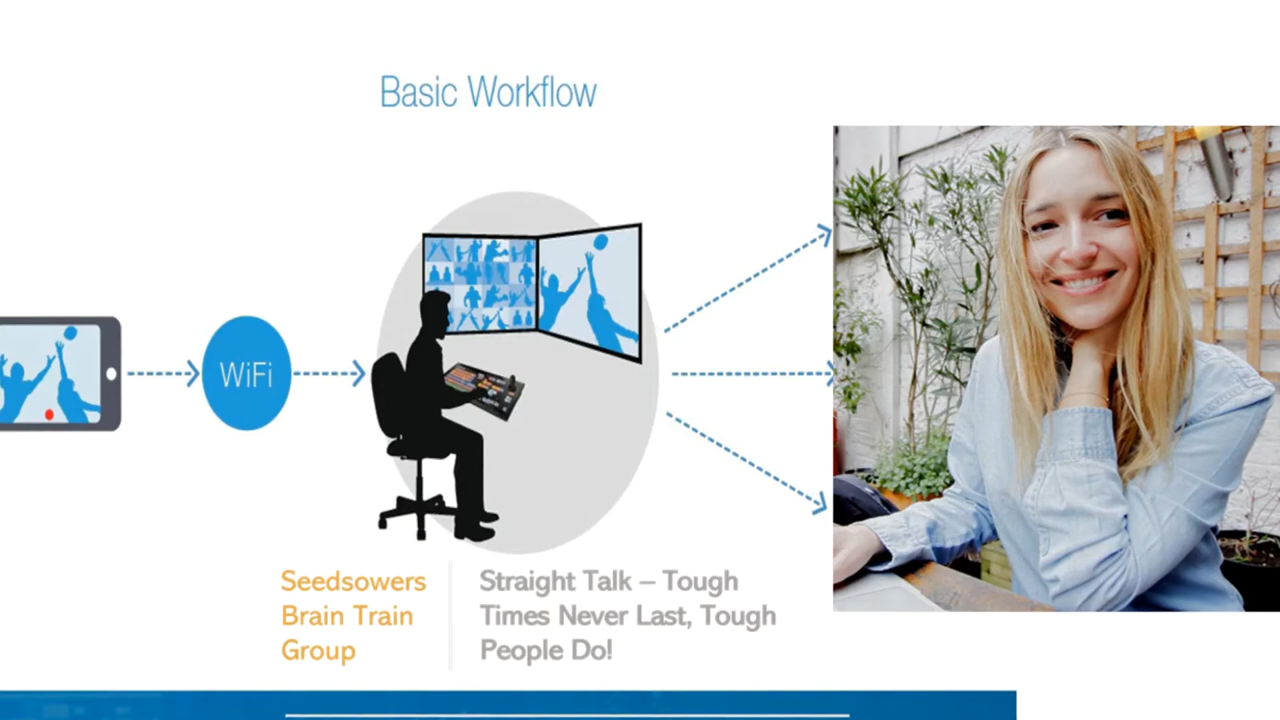 Basic Workflow
WiFi
Seedsowers
Brain Train
Group
Straight Talk – Tough
Times Never Last, Tough
People Do!